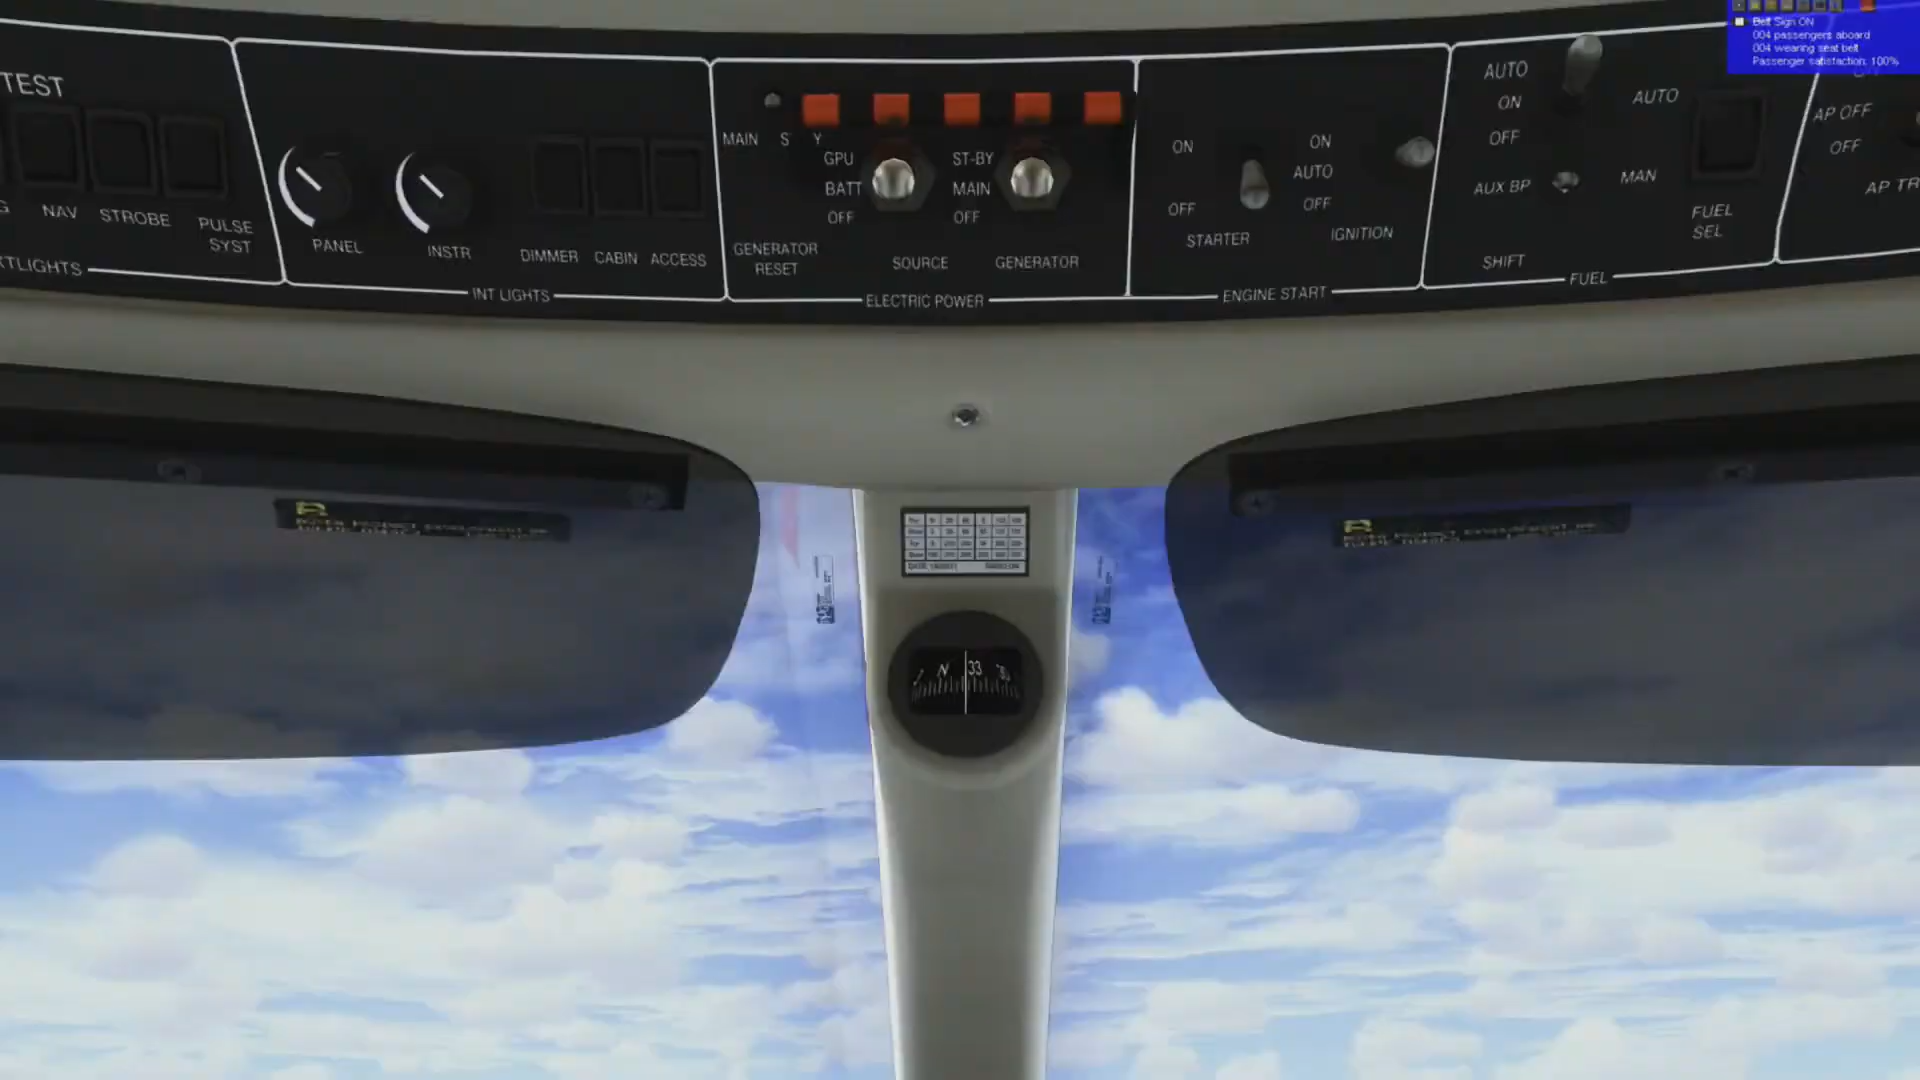 Belt Sign ON
004 passengers aboard
004 wearing seat belt
Passenger satisfaction: 100%
TEST
NAV
STROBE
PULSE
SYST
PANEL
INSTR
DIMMER
CABIN
ACCESS
INT LIGHTS
MAIN
GPU
BATT
OFF
ST-BY
MAIN
OFF
GENERATOR
RESET
SOURCE
GENERATOR
ELECTRIC POWER
ON
OFF
STARTER
ON
AUTO
OFF
IGNITION
ENGINE START
AUTO
ON
OFF
AUX BP
SHIFT
AUTO
MAN
FUEL
SEL
FUEL
AP OFF
OFF
AP TR
N
33